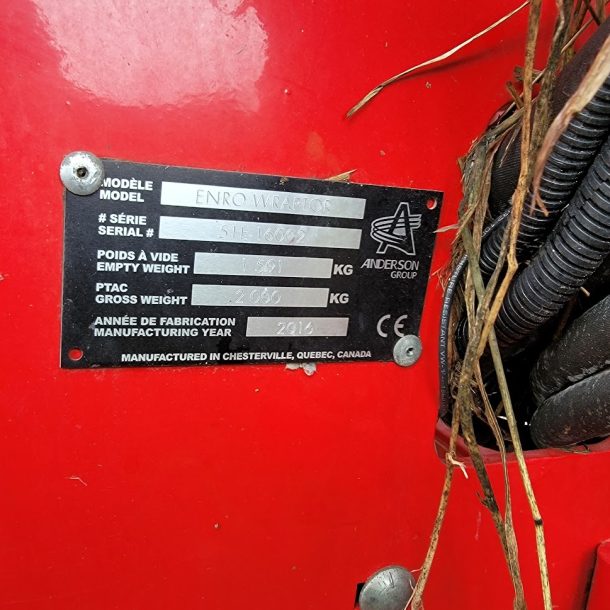 MODÈLE
MODEL
ENRO WRAPTOR
# SÉRIE
SERIAL #
POIDS À VIDE
EMPTY WEIGHT
KG
PTAC
GROSS WEIGHT
KG
ANNÉE DE FABRICATION
MANUFACTURING YEAR
2016
MANUFACTURED IN CHESTERVILLE, QUEBEC, CANADA
ANDERSON
GROUP
CE